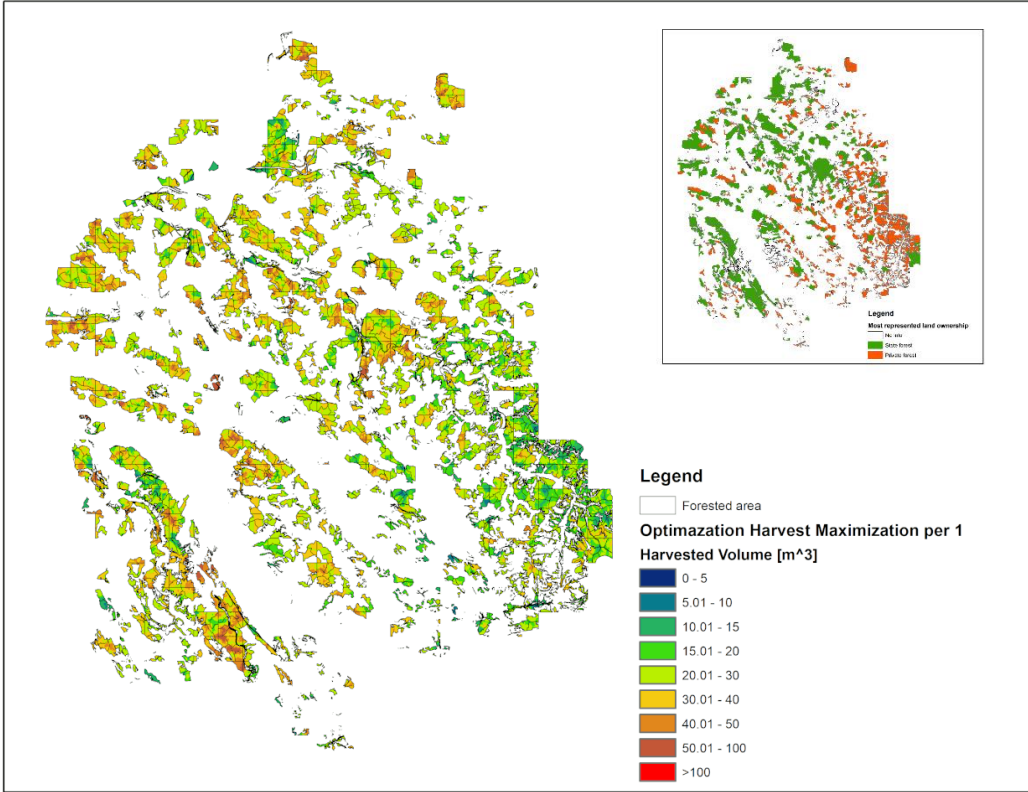 Legend
Most represented land ownership
State forest
Private forest
Legend
Forested area
Optimazation Harvest Maximization per 1
Harvested Volume [m^3]
0 - 5
5.01 - 10
10.01 - 15
15.01 - 20
20.01 - 30
30.01 - 40
40.01 - 50
50.01 - 100
>100